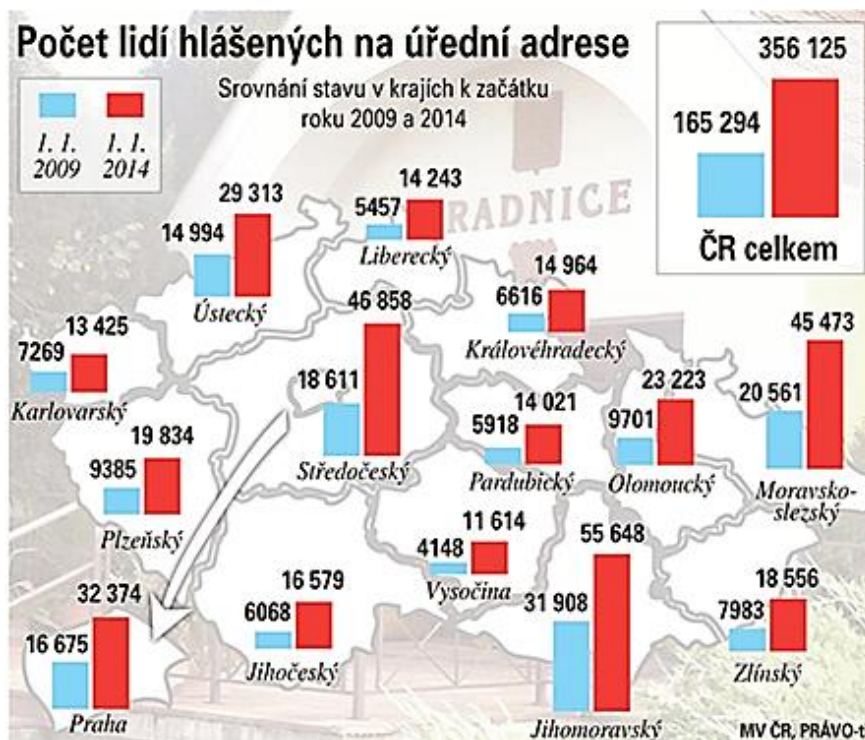 Počet lidí hlášených na úřední adrese
Srovnání stavu v krajích k začátku
roku 2009 a 2014
1. 1.
2009
1. 1.
2014
356 125
165 294
ČR celkem
RADNICE
29 313
14 994
Ústecký
14 243
5457
Liberecký
14 964
6616
Královéhradecký
13 425
7269
Karlovarský
46 858
18 611
Středočeský
45 473
20 561
Moravsko-
slezský
23 223
9701
Olomoucký
14 021
5918
Pardubický
19 834
9385
Plzeňský
11 614
4148
Vysočina
55 648
31 908
Jihomoravský
18 556
7983
Zlínský
16 579
6068
Jihočeský
32 374
16 675
Praha
MV ČR, PRÁVO-